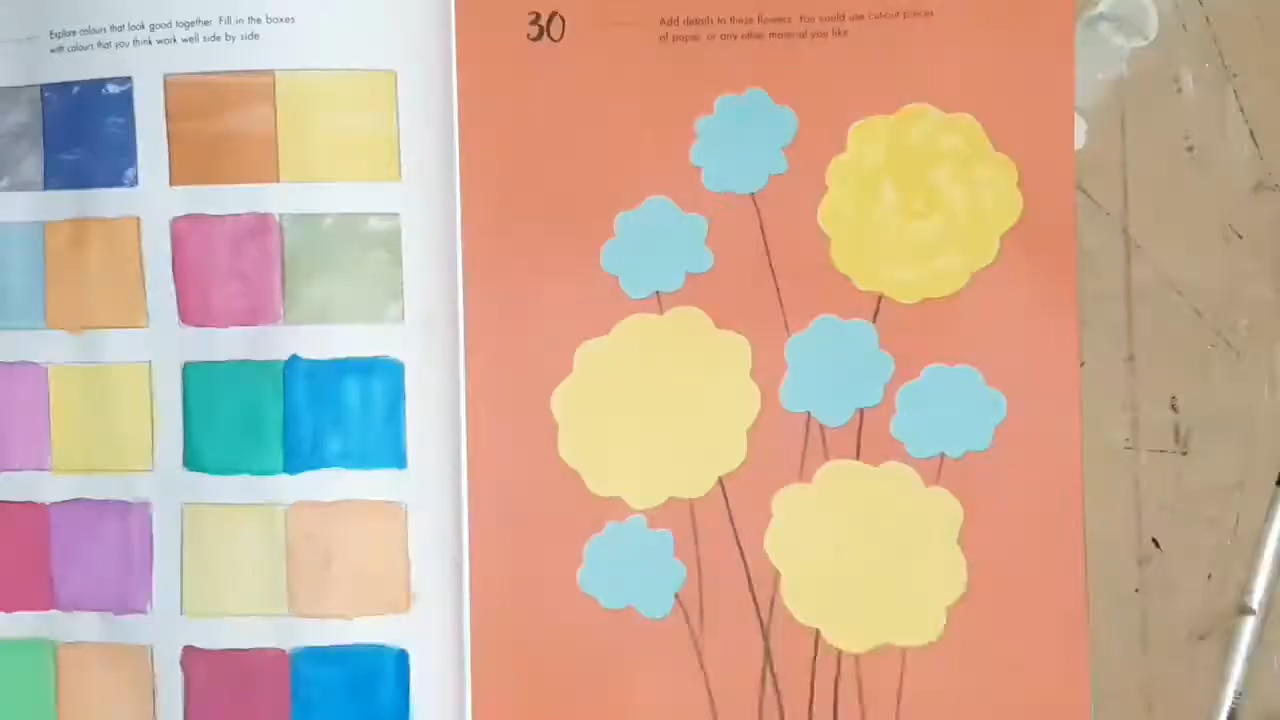 Explore colours that look good together. Fill in the boxes
with colours that you think work well side by side.
30
Add details to these flowers. You could use cut-out pieces
of paper, or any other material you like.